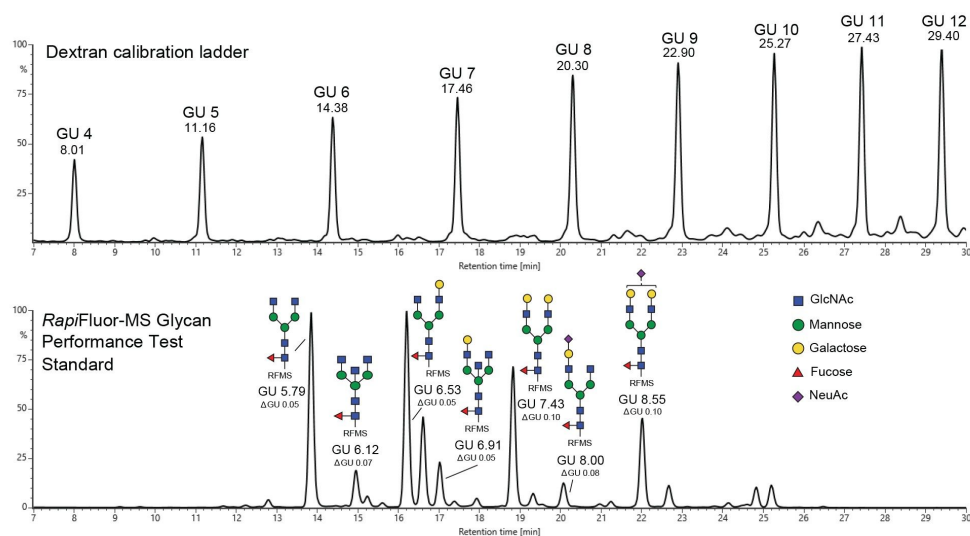 Dextran calibration ladder
GU 4
8.01
GU 5
11.16
GU 6
14.38
GU 7
17.46
GU 8
20.30
GU 9
22.90
GU 10
25.27
GU 11
27.43
GU 12
29.40
100
%
75
50
25
7 8 9 10 11 12 13 14 15 16 17 18 19 20 21 22 23 24 25 26 27 28 29 30
Retention time [min]
RapiFluor-MS Glycan
Performance Test
Standard
RFMS
GU 5.79
ΔGU 0.05
RFMS
GU 6.12
ΔGU 0.07
RFMS
GU 6.53
ΔGU 0.05
RFMS
GU 6.91
ΔGU 0.05
RFMS
GU 7.43
ΔGU 0.10
RFMS
GU 8.00
ΔGU 0.08
RFMS
GU 8.55
ΔGU 0.10
GlcNAc
Mannose
Galactose
Fucose
NeuAc
100
%
75
50
25
0
7 8 9 10 11 12 13 14 15 16 17 18 19 20 21 22 23 24 25 26 27 28 29 30
Retention time [min]